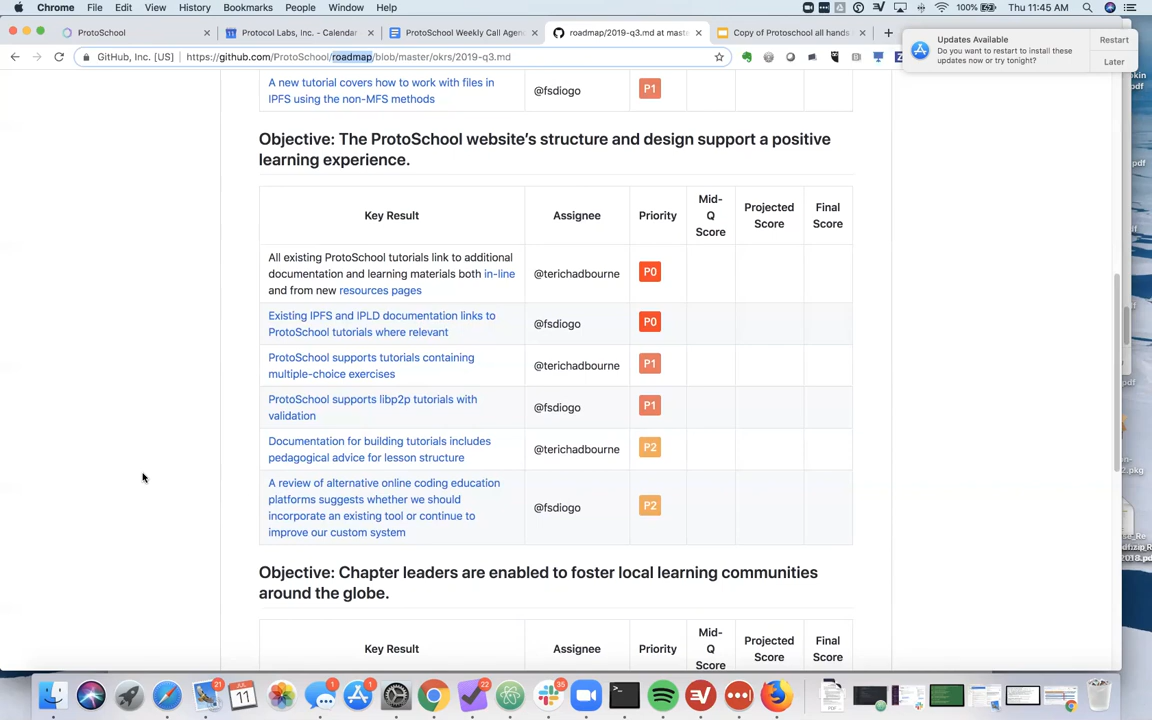 Chrome File Edit View History Bookmarks People Window Help 100% Thu 11:45 AM
ProtoSchool × Protocol Labs, Inc. - Calendar × ProtoSchool Weekly Call Agen × roadmap/2019-q3.md at mast × Copy of Protoschool all hands ×
GitHub, Inc. [US] https://github.com/ProtoSchool/roadmap/blob/master/okrs/2019-q3.md
Updates Available
Do you want to restart to install these
updates now or try tonight?
Restart
Later
A new tutorial covers how to work with files in
IPFS using the non-MFS methods
@fsdiogo
P1
Objective: The ProtoSchool website's structure and design support a positive
learning experience.
Key Result
Assignee
Priority
Mid-
Q
Score
Projected
Score
Final
Score
All existing ProtoSchool tutorials link to additional
documentation and learning materials both in-line
and from new resources pages
@terichadbourne
P0
Existing IPFS and IPLD documentation links to
ProtoSchool tutorials where relevant
@fsdiogo
P0
ProtoSchool supports tutorials containing
multiple-choice exercises
@terichadbourne
P1
ProtoSchool supports libp2p tutorials with
validation
@fsdiogo
P1
Documentation for building tutorials includes
pedagogical advice for lesson structure
@terichadbourne
P2
A review of alternative online coding education
platforms suggests whether we should
incorporate an existing tool or continue to
improve our custom system
@fsdiogo
P2
Objective: Chapter leaders are enabled to foster local learning communities
around the globe.
Key Result
Assignee
Priority
Mid-
Q
Score
Projected
Score
Final
Score